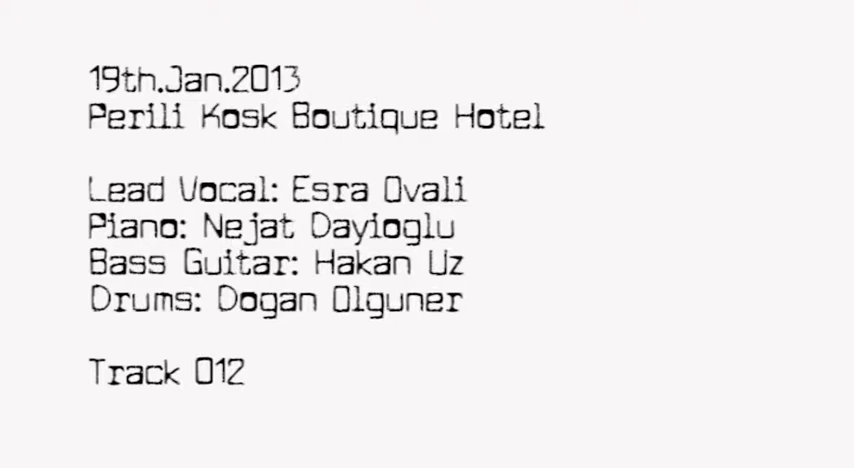 19th.Jan.2013
Perili Kosk Boutique Hotel
Lead Vocal: Esra Ovali
Piano: Nejat Dayioglu
Bass Guitar: Hakan Uz
Drums: Dogan Olguner
Track 012